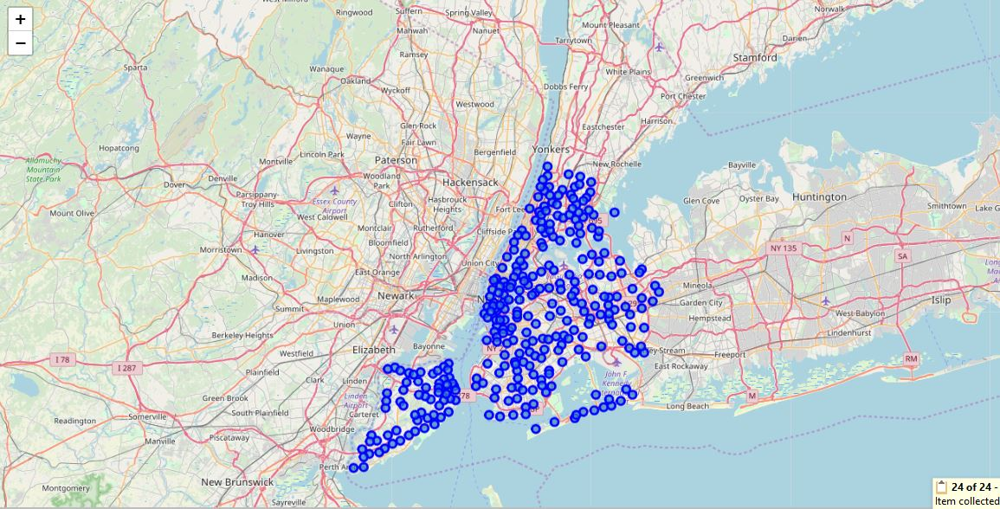 +
−
Ringwood
Suffern
Spring Valley
Mount Pleasant
Norwalk
Mahwah
Nanuet
Tarrytown
Darien
Sparta
Ramsey
Stamford
Wanaque
White Plains
Oakland
Wyckoff
Dobbs Ferry
Greenwich
Port Chester
Westwood
Hopatcong
Glen Rock
Eastchester
Harrison
Wayne
Fair Lawn
Allamuchy
Mountain
State Park
Montville
Lincoln Park
Paterson
Bergenfield
Yonkers
New Rochelle
Bayville
Dover
Denville
Woodland
Park
Hackensack
Huntington
Parsippany-
Troy Hills
Essex County
Airport
Clifton
Hasbrouck
Heights
Fort Lee
Glen Cove
Oyster Bay
Smithtown
Mount Olive
West Caldwell
Lake G
Hanover
Montclair
Rutherford
Cliffside P
695
Morristown
Livingston
Bloomfield
North Arlington
Union City
NY 135
N
SA
Madison
East Orange
Mineola
Summit
Maplewood
Newark
N
Garden City
Islip
Union
Hempstead
West Babylon
Berkeley Heights
Lindenhurst
Elizabeth
Bayonne
NY
ey Stream
Freeport
I 78
I 287
Westfield
East Rockaway
RM
Plainfield
Clark
Linden
John F.
Kennedy
Green Brook
Linden
Airport
Carteret
78
Long Beach
M
Readington
Somerville
South Plainfield
Woodbridge
Piscataway
Manville
Perth Am
New Brunswick
Montgomery
Sayreville
24 of 24 -
Item collected